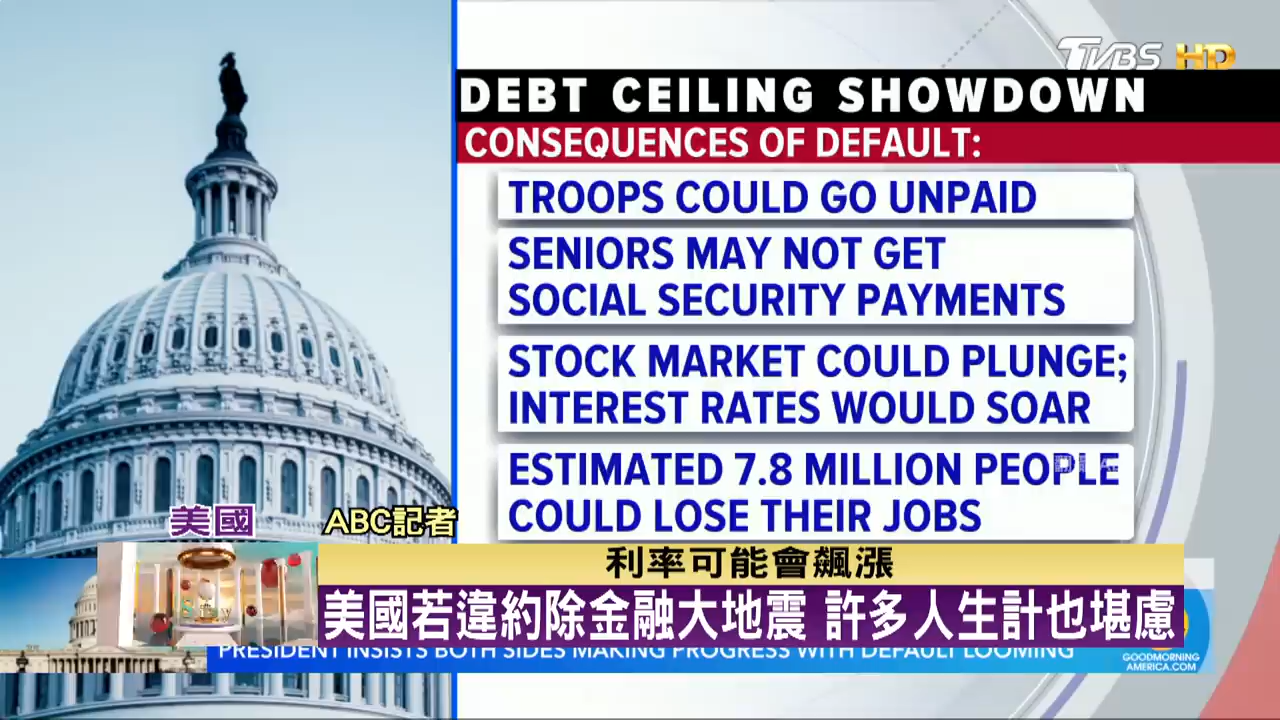 TVBS HD
DEBT CEILING SHOWDOWN
CONSEQUENCES OF DEFAULT:
TROOPS COULD GO UNPAID
SENIORS MAY NOT GET
SOCIAL SECURITY PAYMENTS
STOCK MARKET COULD PLUNGE;
INTEREST RATES WOULD SOAR
ESTIMATED 7.8 MILLION PEOPLE
COULD LOSE THEIR JOBS
美國
ABC記者
利率可能會飆漲
美國若違約除金融大地震 許多人生計也堪慮
PRESIDENT INSISTS BOTH SIDES MAKING PROGRESS WITH DEFAULT LOOMING
GOODMORNING
AMERICA.COM